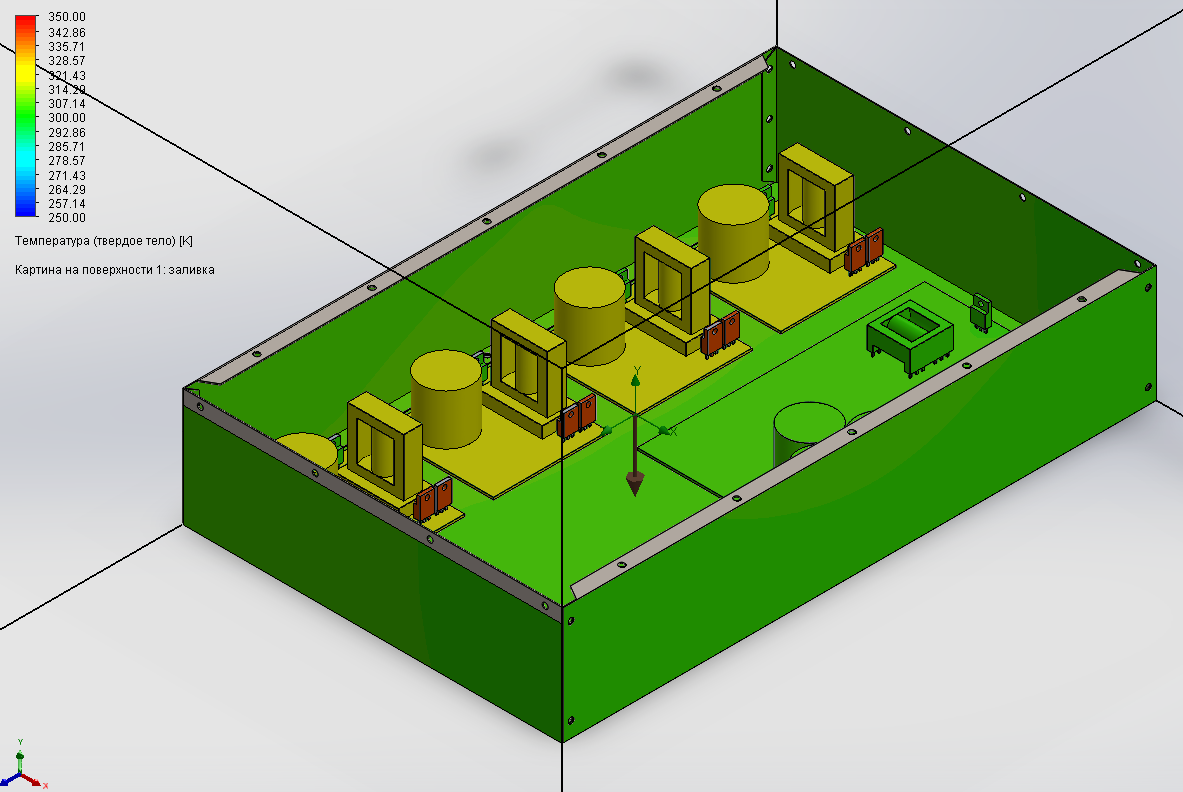 350.00
342.86
335.71
328.57
321.43
314.29
307.14
300.00
292.86
285.71
278.57
271.43
264.29
257.14
250.00
Температура (твердое тело) [K]
Картина на поверхности 1: заливка
Y
X
Y
X